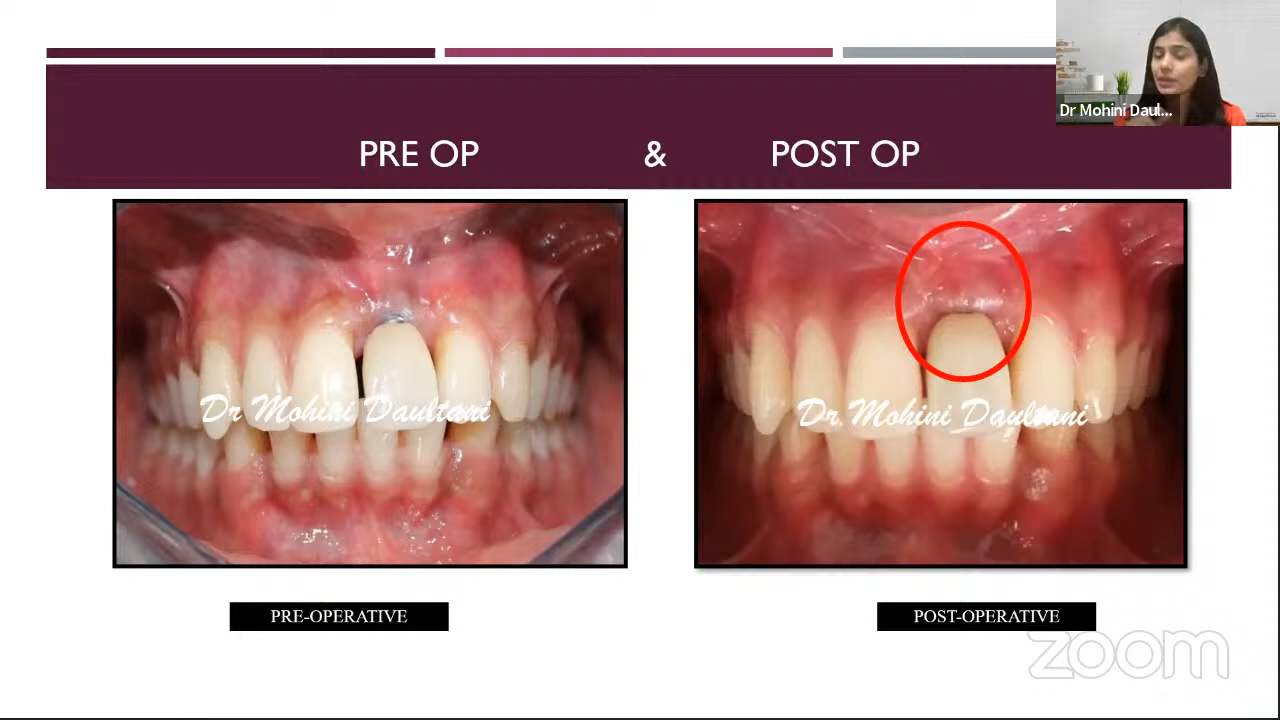 Dr Mohini Daul...
PRE OP & POST OP
Dr Mohini Daultani
Dr Mohini Daultani
PRE-OPERATIVE
POST-OPERATIVE
zoom